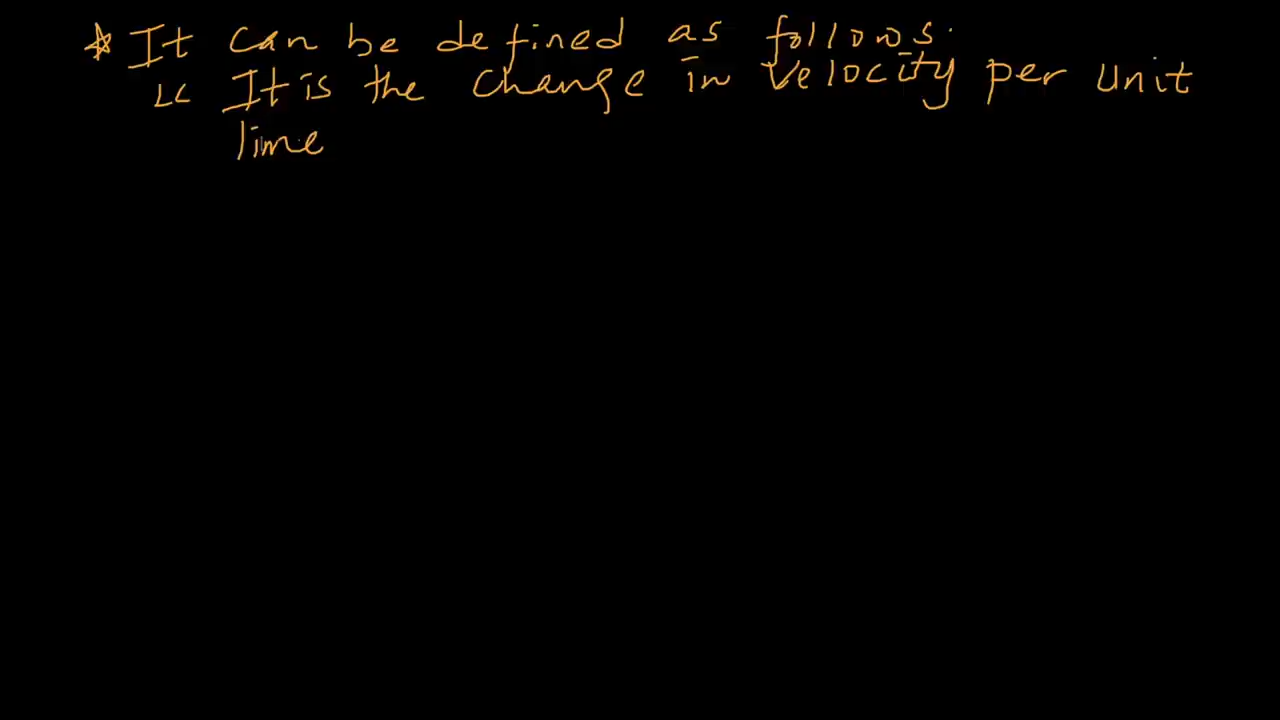 * It can be defined as follows.
" It is the change in velocity per unit
time